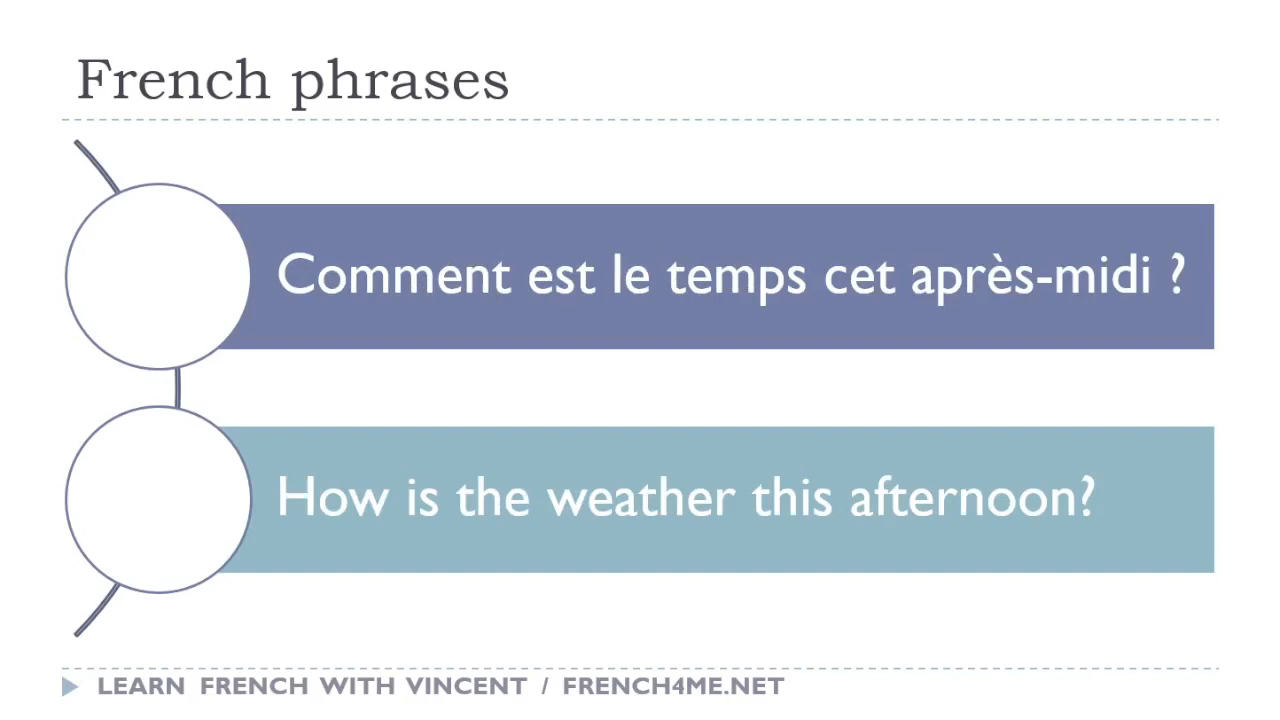 French phrases
Comment est le temps cet après-midi ?
How is the weather this afternoon?
LEARN FRENCH WITH VINCENT / FRENCH4ME.NET